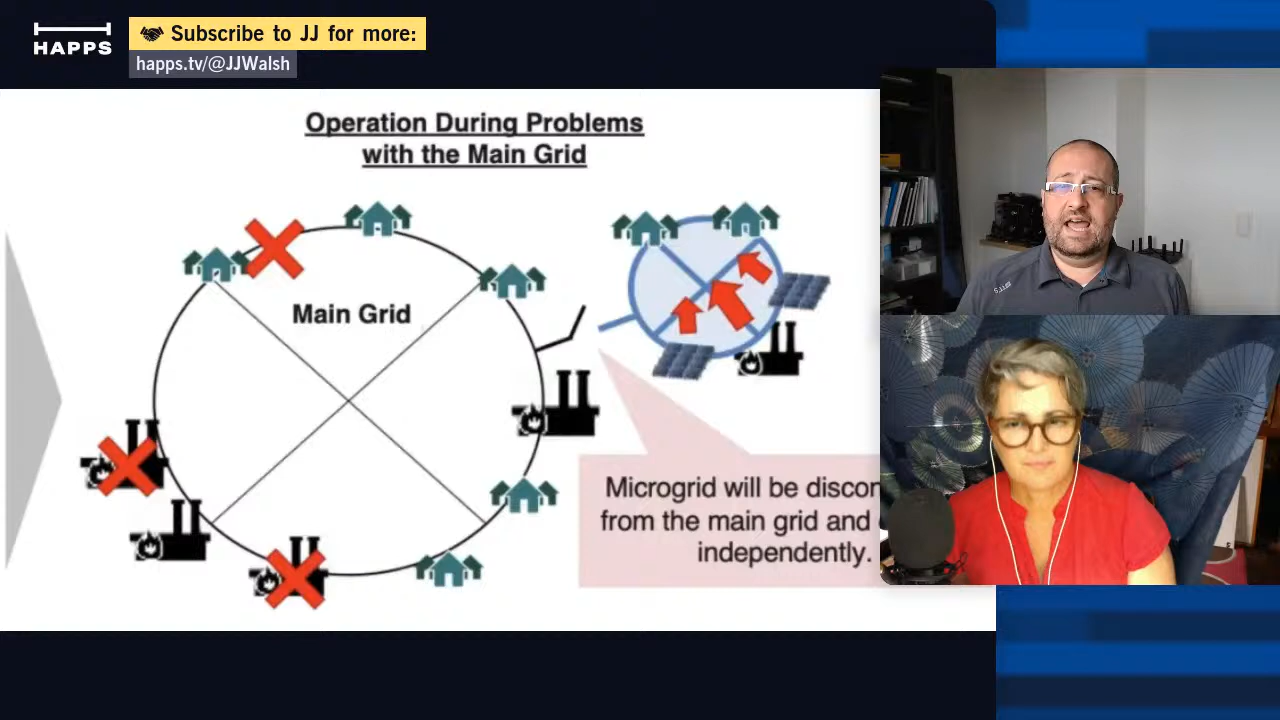 HAPPS
Subscribe to JJ for more:
happs.tv/@JJWalsh
Operation During Problems
with the Main Grid
Main Grid
Microgrid will be
from the main grid and
independently.